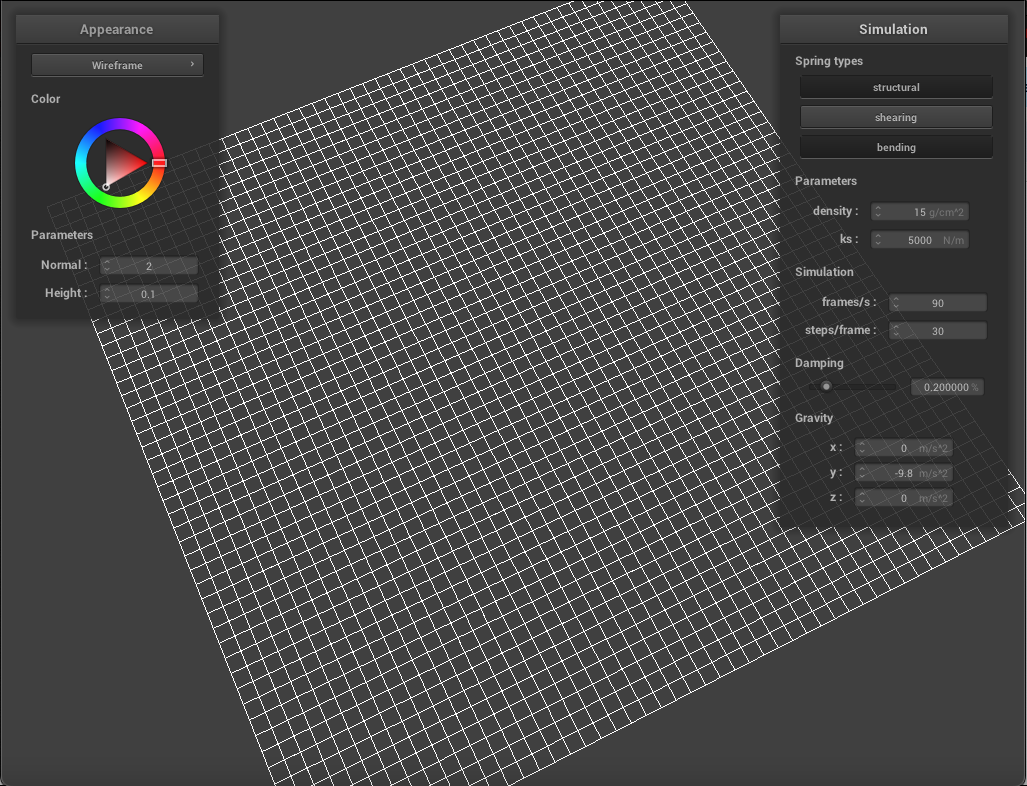 Appearance
Wireframe ›
Color
Parameters
Normal : 2
Height : 0.1
Simulation
Spring types
structural
shearing
bending
Parameters
density : 15 g/cm^2
ks : 5000 N/m
Simulation
frames/s : 90
steps/frame : 30
Damping
0.200000 %
Gravity
x : 0 m/s^2
y : -9.8 m/s^2
z : 0 m/s^2